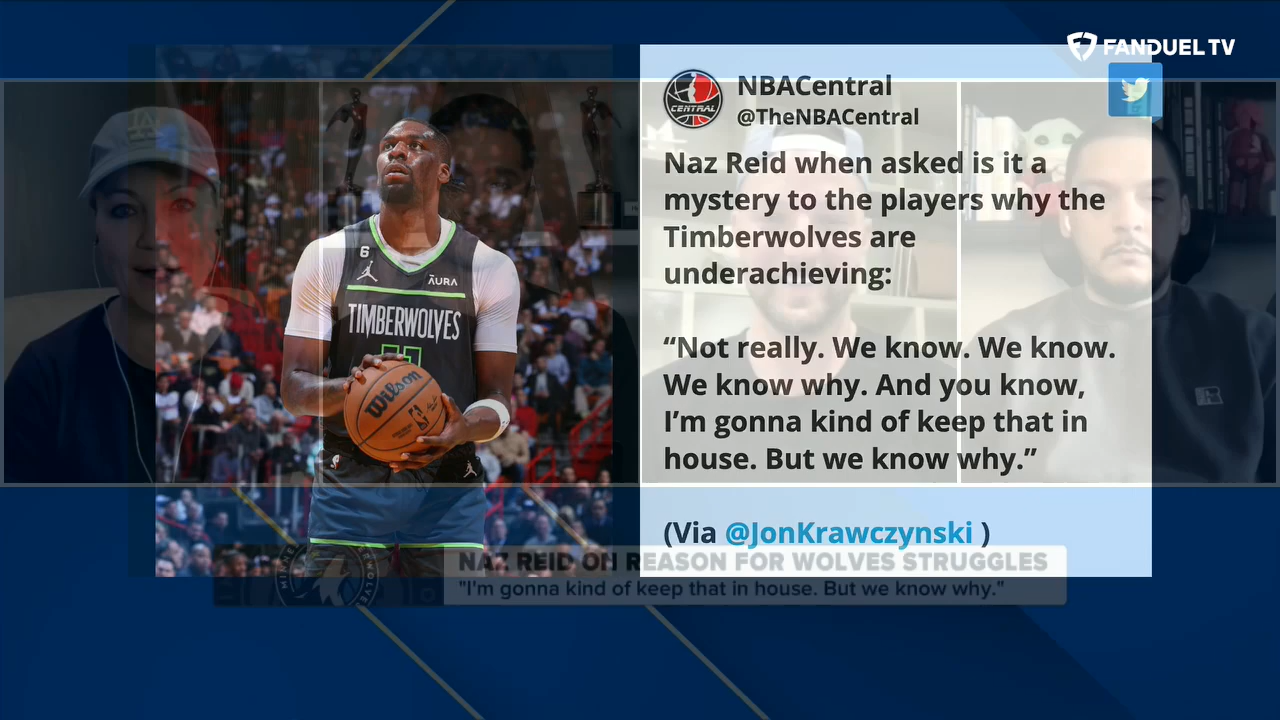 FANDUEL TV
NBACentral
@TheNBACentral
Naz Reid when asked is it a
mystery to the players why the
Timberwolves are
underachieving:
“Not really. We know. We know.
We know why. And you know,
I’m gonna kind of keep that in
house. But we know why.”
(Via @JonKrawczynski )
6
AURA
TIMBERWOLVES
Wilson
CENTRAL
NAZ REID ON REASON FOR WOLVES STRUGGLES
"I'm gonna kind of keep that in house. But we know why."